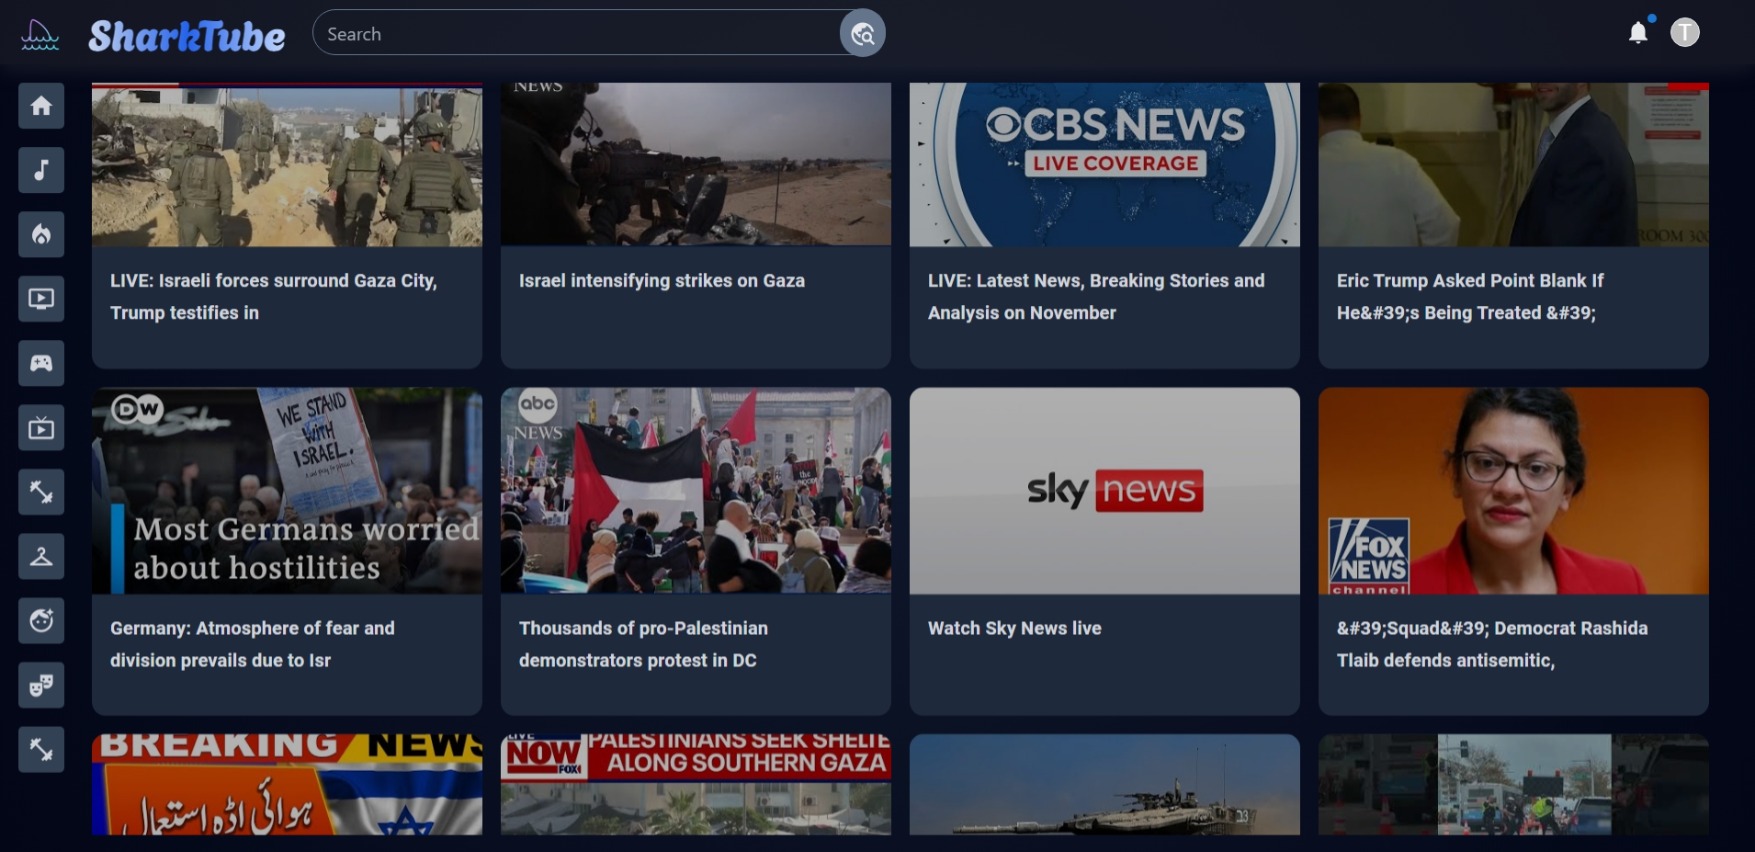 SharkTube
Search
T
NEWS
CBS NEWS
LIVE COVERAGE
ROOM 300
LIVE: Israeli forces surround Gaza City,
Trump testifies in
Israel intensifying strikes on Gaza
LIVE: Latest News, Breaking Stories and
Analysis on November
Eric Trump Asked Point Blank If
He&#39;s Being Treated &#39;
DW
WE STAND
WITH
ISRAEL.
Most Germans worried
about hostilities
abc
NEWS
sky news
FOX
NEWS
channel
Germany: Atmosphere of fear and
division prevails due to Isr
Thousands of pro-Palestinian
demonstrators protest in DC
Watch Sky News live
&#39;Squad&#39; Democrat Rashida
Tlaib defends antisemitic,
BREAKING NEWS
ہوائی اڈہ استعمال
LIVE
NOW
FOX
PALESTINIANS SEEK SHELTE
ALONG SOUTHERN GAZA